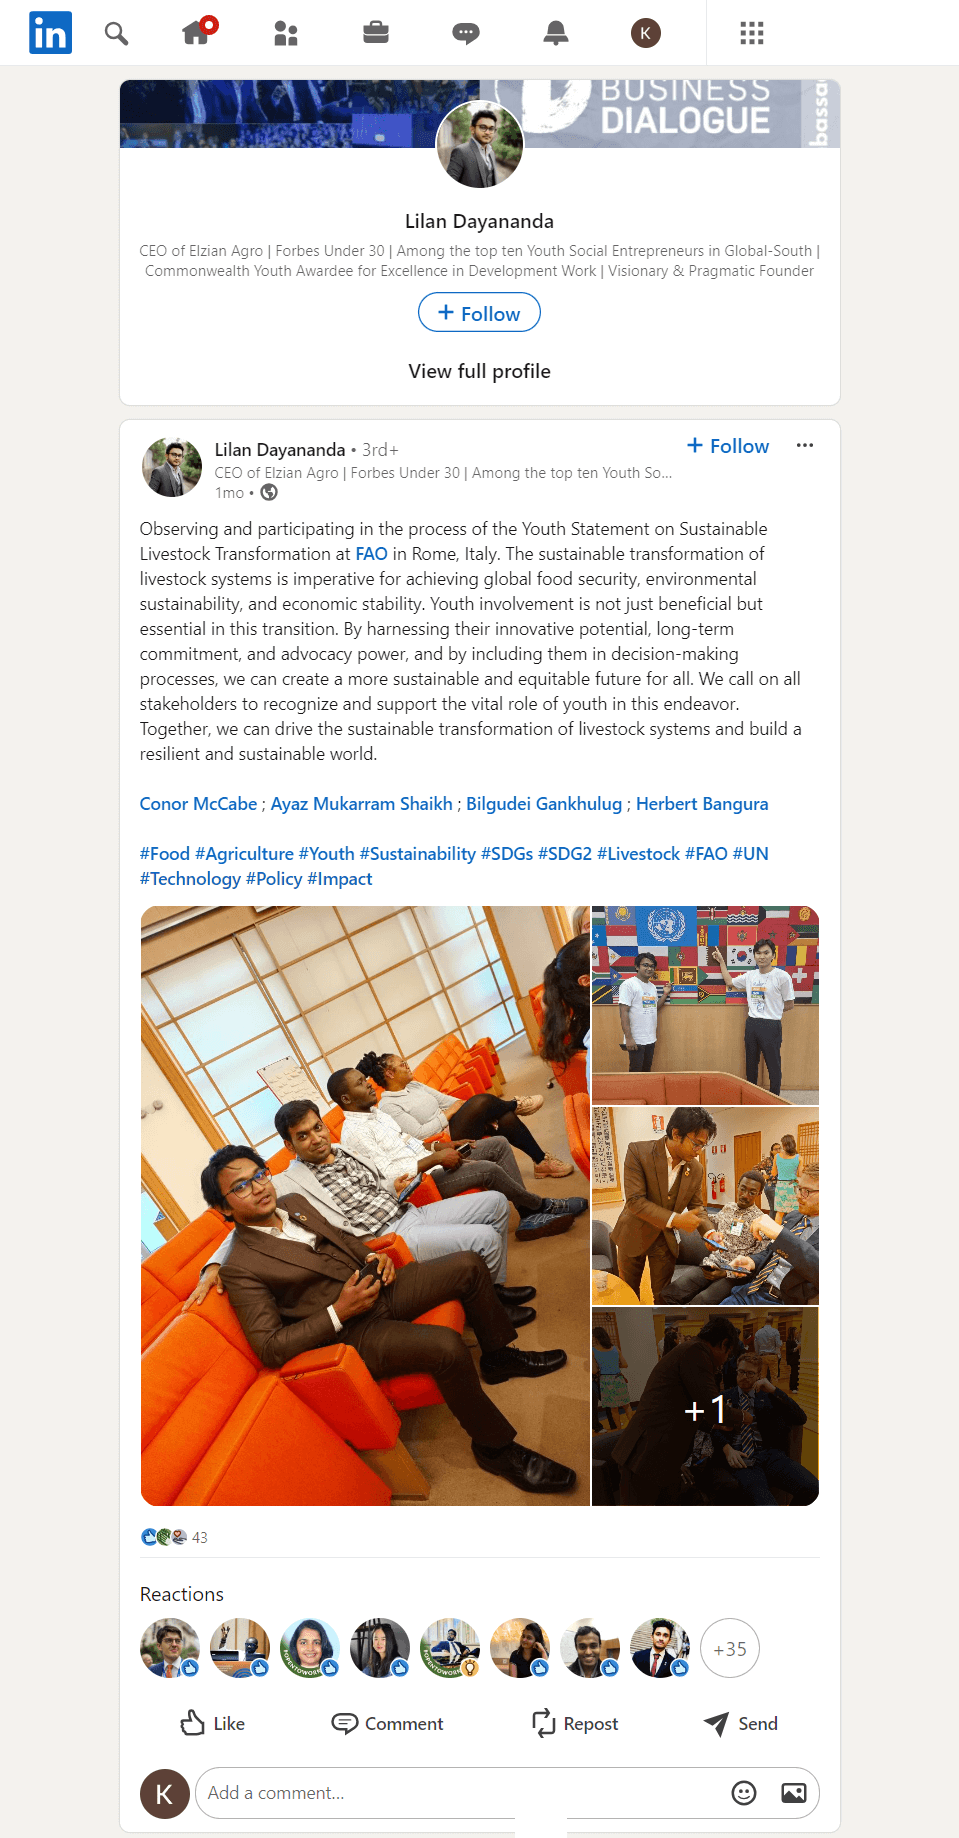 in
K
BUSINESS
DIALOGUE
bassa
Lilan Dayananda
CEO of Elzian Agro | Forbes Under 30 | Among the top ten Youth Social Entrepreneurs in Global-South |
Commonwealth Youth Awardee for Excellence in Development Work | Visionary & Pragmatic Founder
+ Follow
View full profile
Lilan Dayananda • 3rd+
+ Follow
CEO of Elzian Agro | Forbes Under 30 | Among the top ten Youth So...
1mo •
Observing and participating in the process of the Youth Statement on Sustainable
Livestock Transformation at FAO in Rome, Italy. The sustainable transformation of
livestock systems is imperative for achieving global food security, environmental
sustainability, and economic stability. Youth involvement is not just beneficial but
essential in this transition. By harnessing their innovative potential, long-term
commitment, and advocacy power, and by including them in decision-making
processes, we can create a more sustainable and equitable future for all. We call on all
stakeholders to recognize and support the vital role of youth in this endeavor.
Together, we can drive the sustainable transformation of livestock systems and build a
resilient and sustainable world.
Conor McCabe ; Ayaz Mukarram Shaikh ; Bilgudei Gankhulug ; Herbert Bangura
#Food #Agriculture #Youth #Sustainability #SDGs #SDG2 #Livestock #FAO #UN
#Technology #Policy #Impact
+1
43
Reactions
#OPENTOWORK
#OPENTOWORK
+35
Like
Comment
Repost
Send
K
Add a comment...